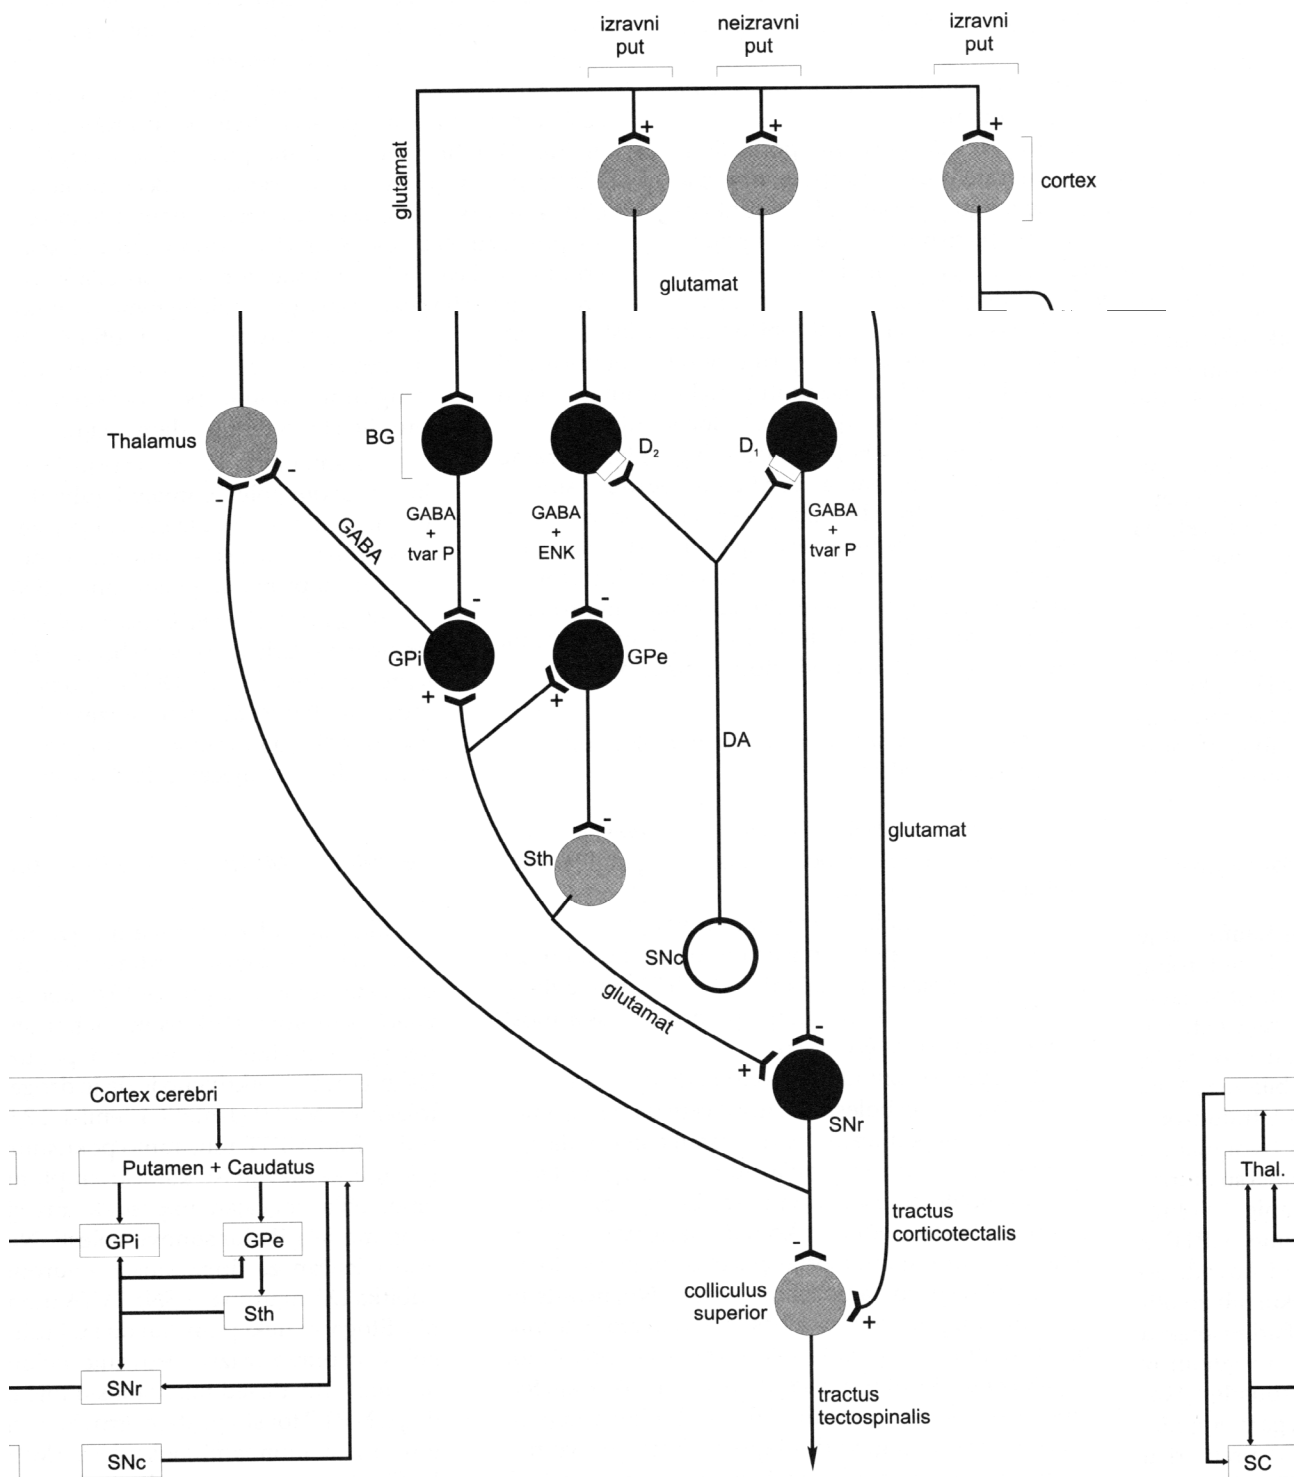 izravni
put
neizravni
put
izravni
put
+
+
+
glutamat
cortex
glutamat
Thalamus
BG
D2
D1
-
-
GABA
GABA
+
tvar P
GABA
+
ENK
GABA
+
tvar P
-
-
GPi
GPe
+
+
DA
-
Sth
glutamat
SNc
glutamat
-
+
SNr
Cortex cerebri
Putamen + Caudatus
GPi
GPe
Sth
SNr
SNc
Thal.
SC
tractus
corticotectalis
-
colliculus
superior
+
tractus
tectospinalis